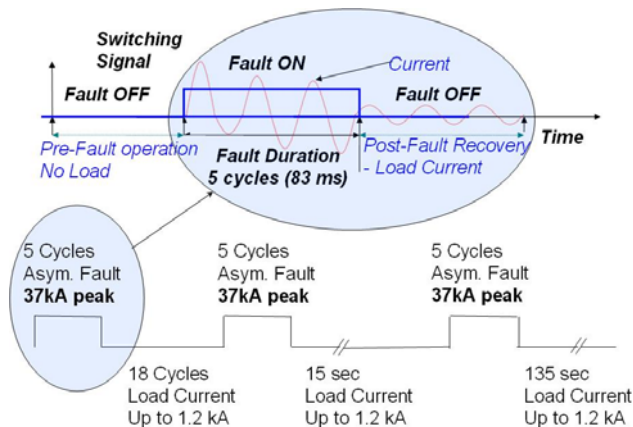 Switching
Signal
Fault ON
Current
Fault OFF
Fault OFF
Time
Pre-Fault operation
No Load
Fault Duration
5 cycles (83 ms)
Post-Fault Recovery
- Load Current
5 Cycles
Asym. Fault
37kA peak
5 Cycles
Asym. Fault
37kA peak
5 Cycles
Asym. Fault
37kA peak
18 Cycles
Load Current
Up to 1.2 kA
15 sec
Load Current
Up to 1.2 kA
135 sec
Load Current
Up to 1.2 kA